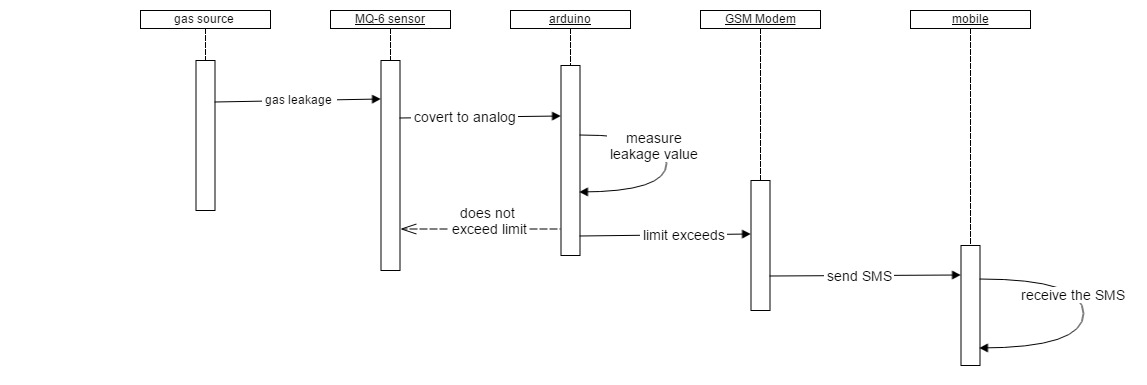 gas source
MQ-6 sensor
arduino
GSM Modem
mobile
gas leakage
covert to analog
measure
leakage value
does not
exceed limit
limit exceeds
send SMS
receive the SMS